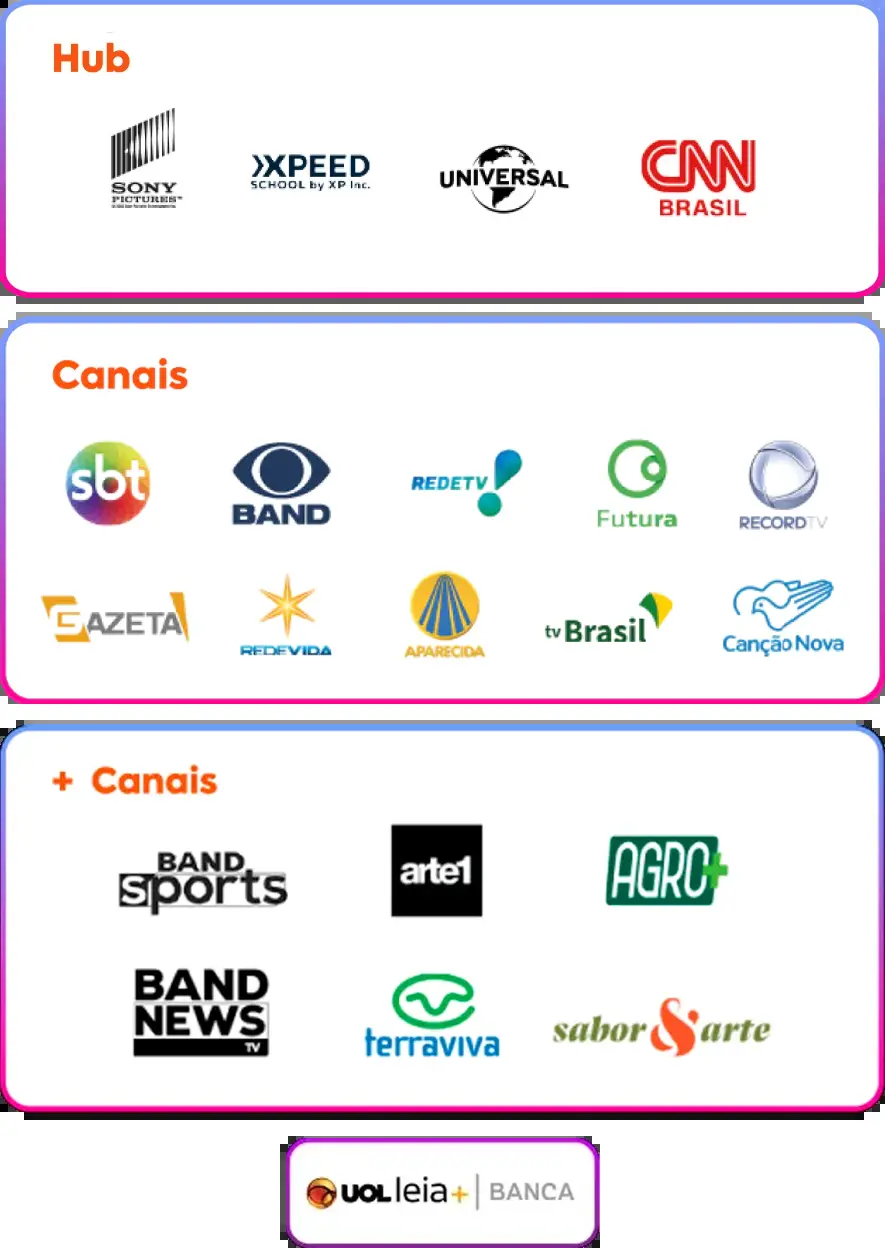 Hub
SONY
PICTURES™
XPEED
SCHOOL by XP Inc.
UNIVERSAL
CNN
BRASIL
Canais
sbt
BAND
REDETV
Futura
RECORDTV
GAZETA
REDEVIDA
APARECIDA
tv Brasil
Canção Nova
+ Canais
BAND
sports
arte1
AGRO+
BAND
NEWS
TV
terraviva
sabor & arte
UOL leia+ | BANCA